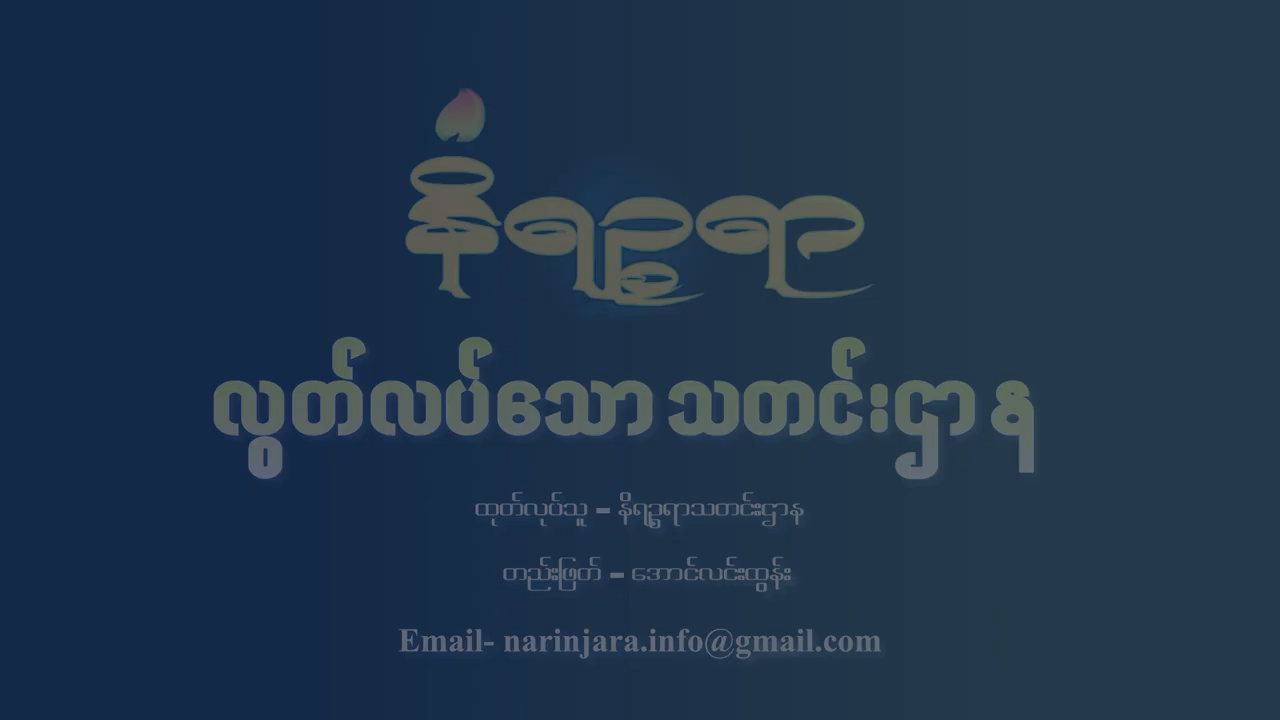 နိရဉ္စရာ
လွတ်လပ်သော သတင်းဌာန
ထုတ်လုပ်သူ – နိရဉ္စရာသတင်းဌာန
တည်းဖြတ် – အောင်လင်းထွန်း
Email- narinjara.info@gmail.com